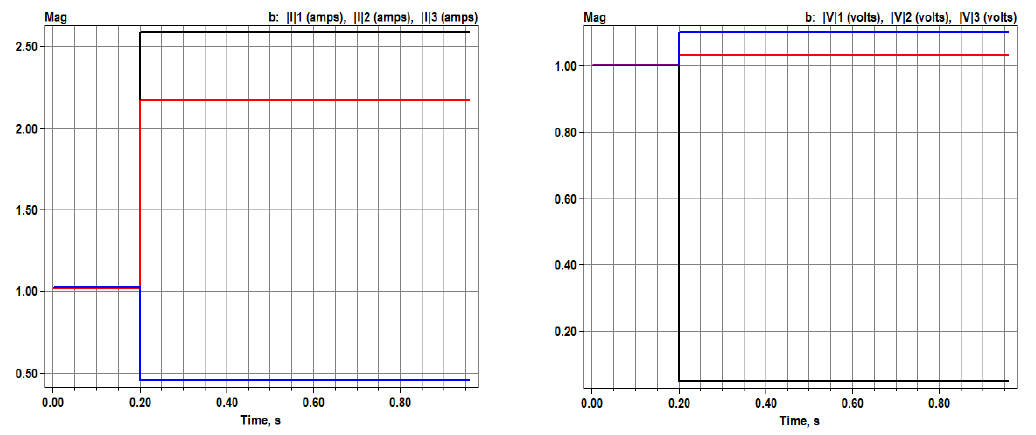 Mag b: |I|1 (amps), |I|2 (amps), |I|3 (amps)
2.50
2.00
1.50
1.00
0.50
0.00 0.20 0.40 0.60 0.80
Time, s
Mag b: |V|1 (volts), |V|2 (volts), |V|3 (volts)
1.00
0.80
0.60
0.40
0.20
0.00 0.20 0.40 0.60 0.80
Time, s